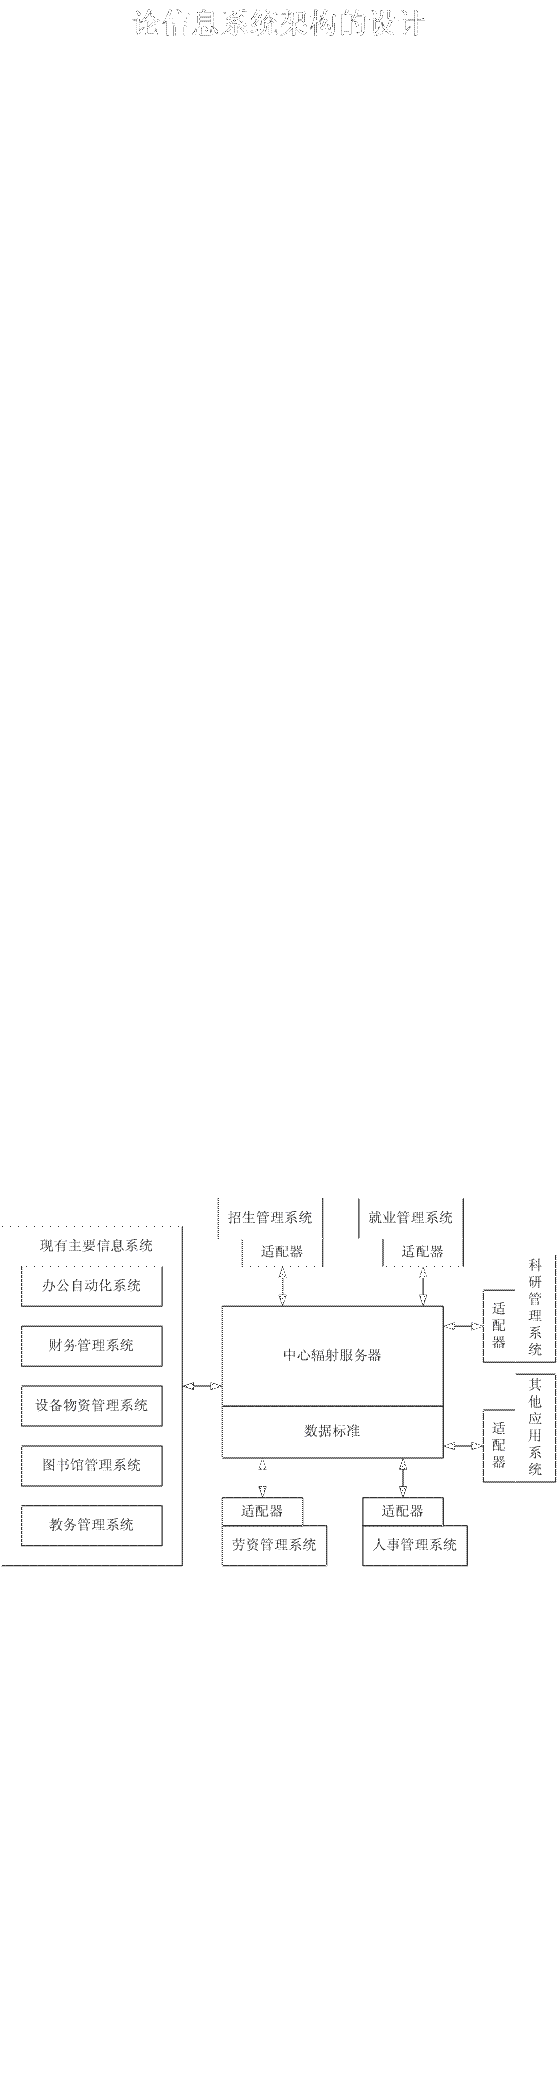 论信息系统架构的设计
招生管理系统
就业管理系统
适配器
适配器
现有主要信息系统
办公自动化系统
财务管理系统
设备物资管理系统
图书馆管理系统
教务管理系统
中心辐射服务器
数据标准
科研管理系统
适配器
其他应用系统
适配器
适配器
适配器
劳资管理系统
人事管理系统